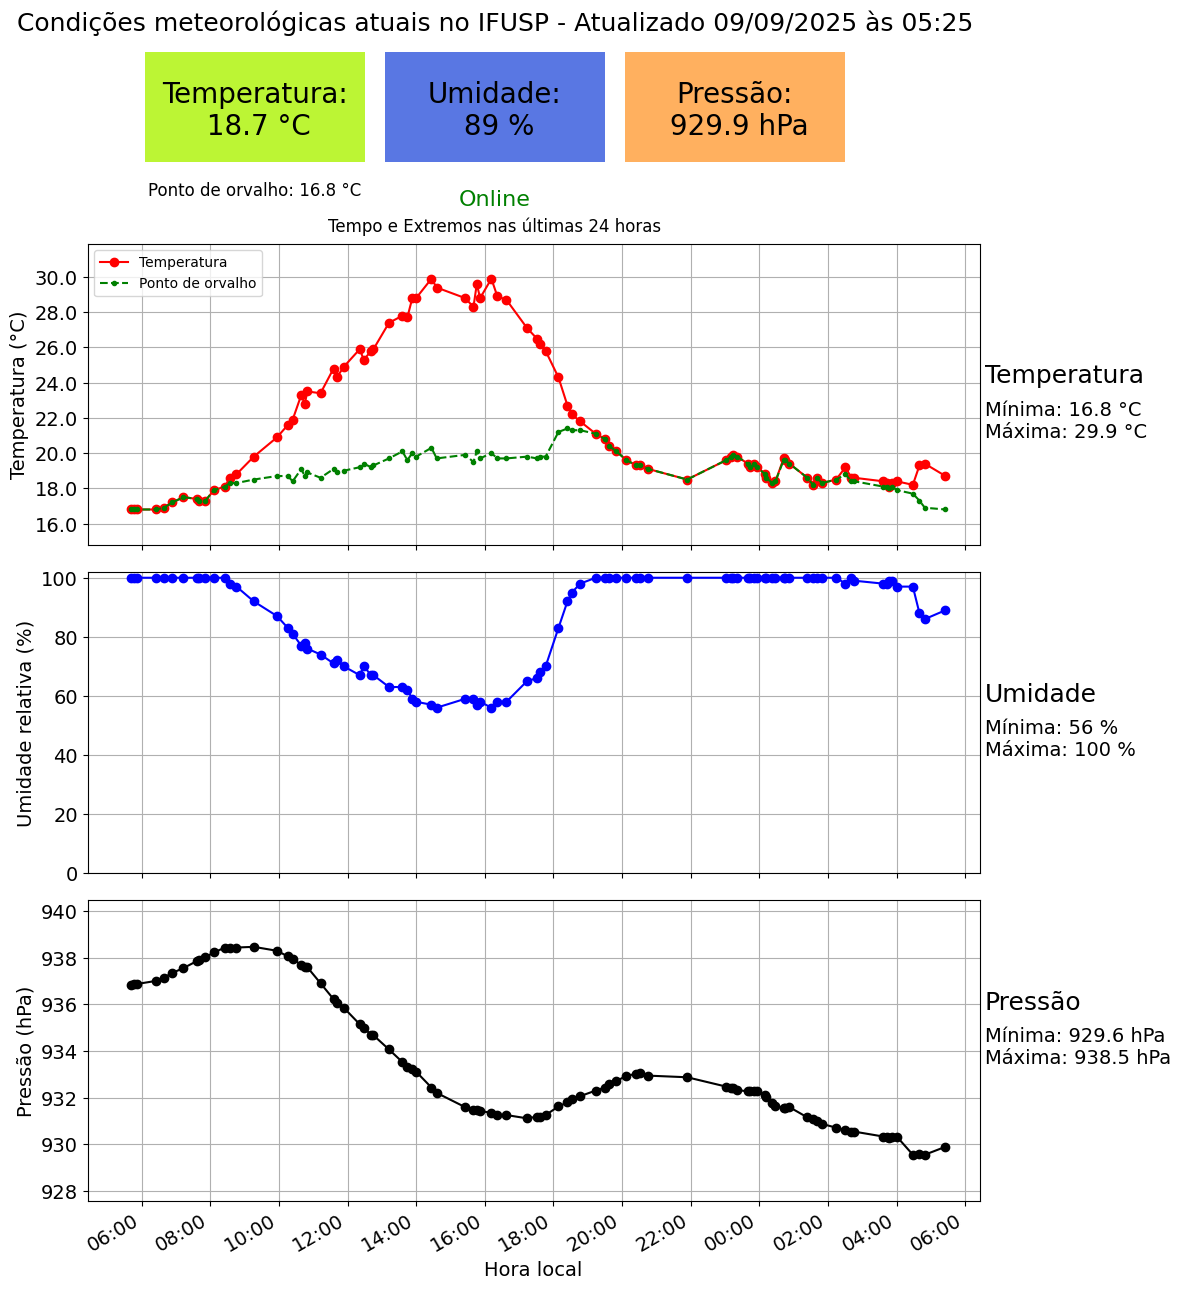 Condições meteorológicas atuais no IFUSP - Atualizado 09/09/2025 às 05:25
Temperatura:
18.7 °C
Umidade:
89 %
Pressão:
929.9 hPa
Ponto de orvalho: 16.8 °C
Online
Tempo e Extremos nas últimas 24 horas
Temperatura
Ponto de orvalho
Temperatura (°C)
30.0
28.0
26.0
24.0
22.0
20.0
18.0
16.0
Temperatura
Mínima: 16.8 °C
Máxima: 29.9 °C
Umidade relativa (%)
100
80
60
40
20
0
Umidade
Mínima: 56 %
Máxima: 100 %
Pressão (hPa)
940
938
936
934
932
930
928
Pressão
Mínima: 929.6 hPa
Máxima: 938.5 hPa
06:00
08:00
10:00
12:00
14:00
16:00
18:00
20:00
22:00
00:00
02:00
04:00
06:00
Hora local